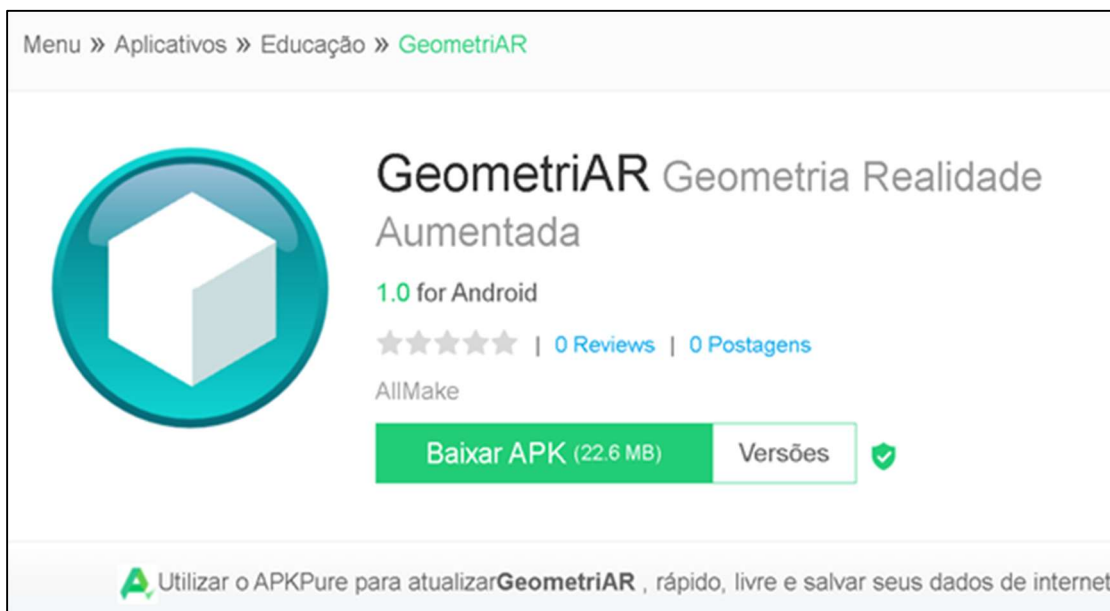 Menu » Aplicativos » Educação » GeometriAR
GeometriAR Geometria Realidade
Aumentada
1.0 for Android
| 0 Reviews | 0 Postagens
AllMake
Baixar APK (22.6 MB) Versões
Utilizar o APKPure para atualizarGeometriAR , rápido, livre e salvar seus dados de internet